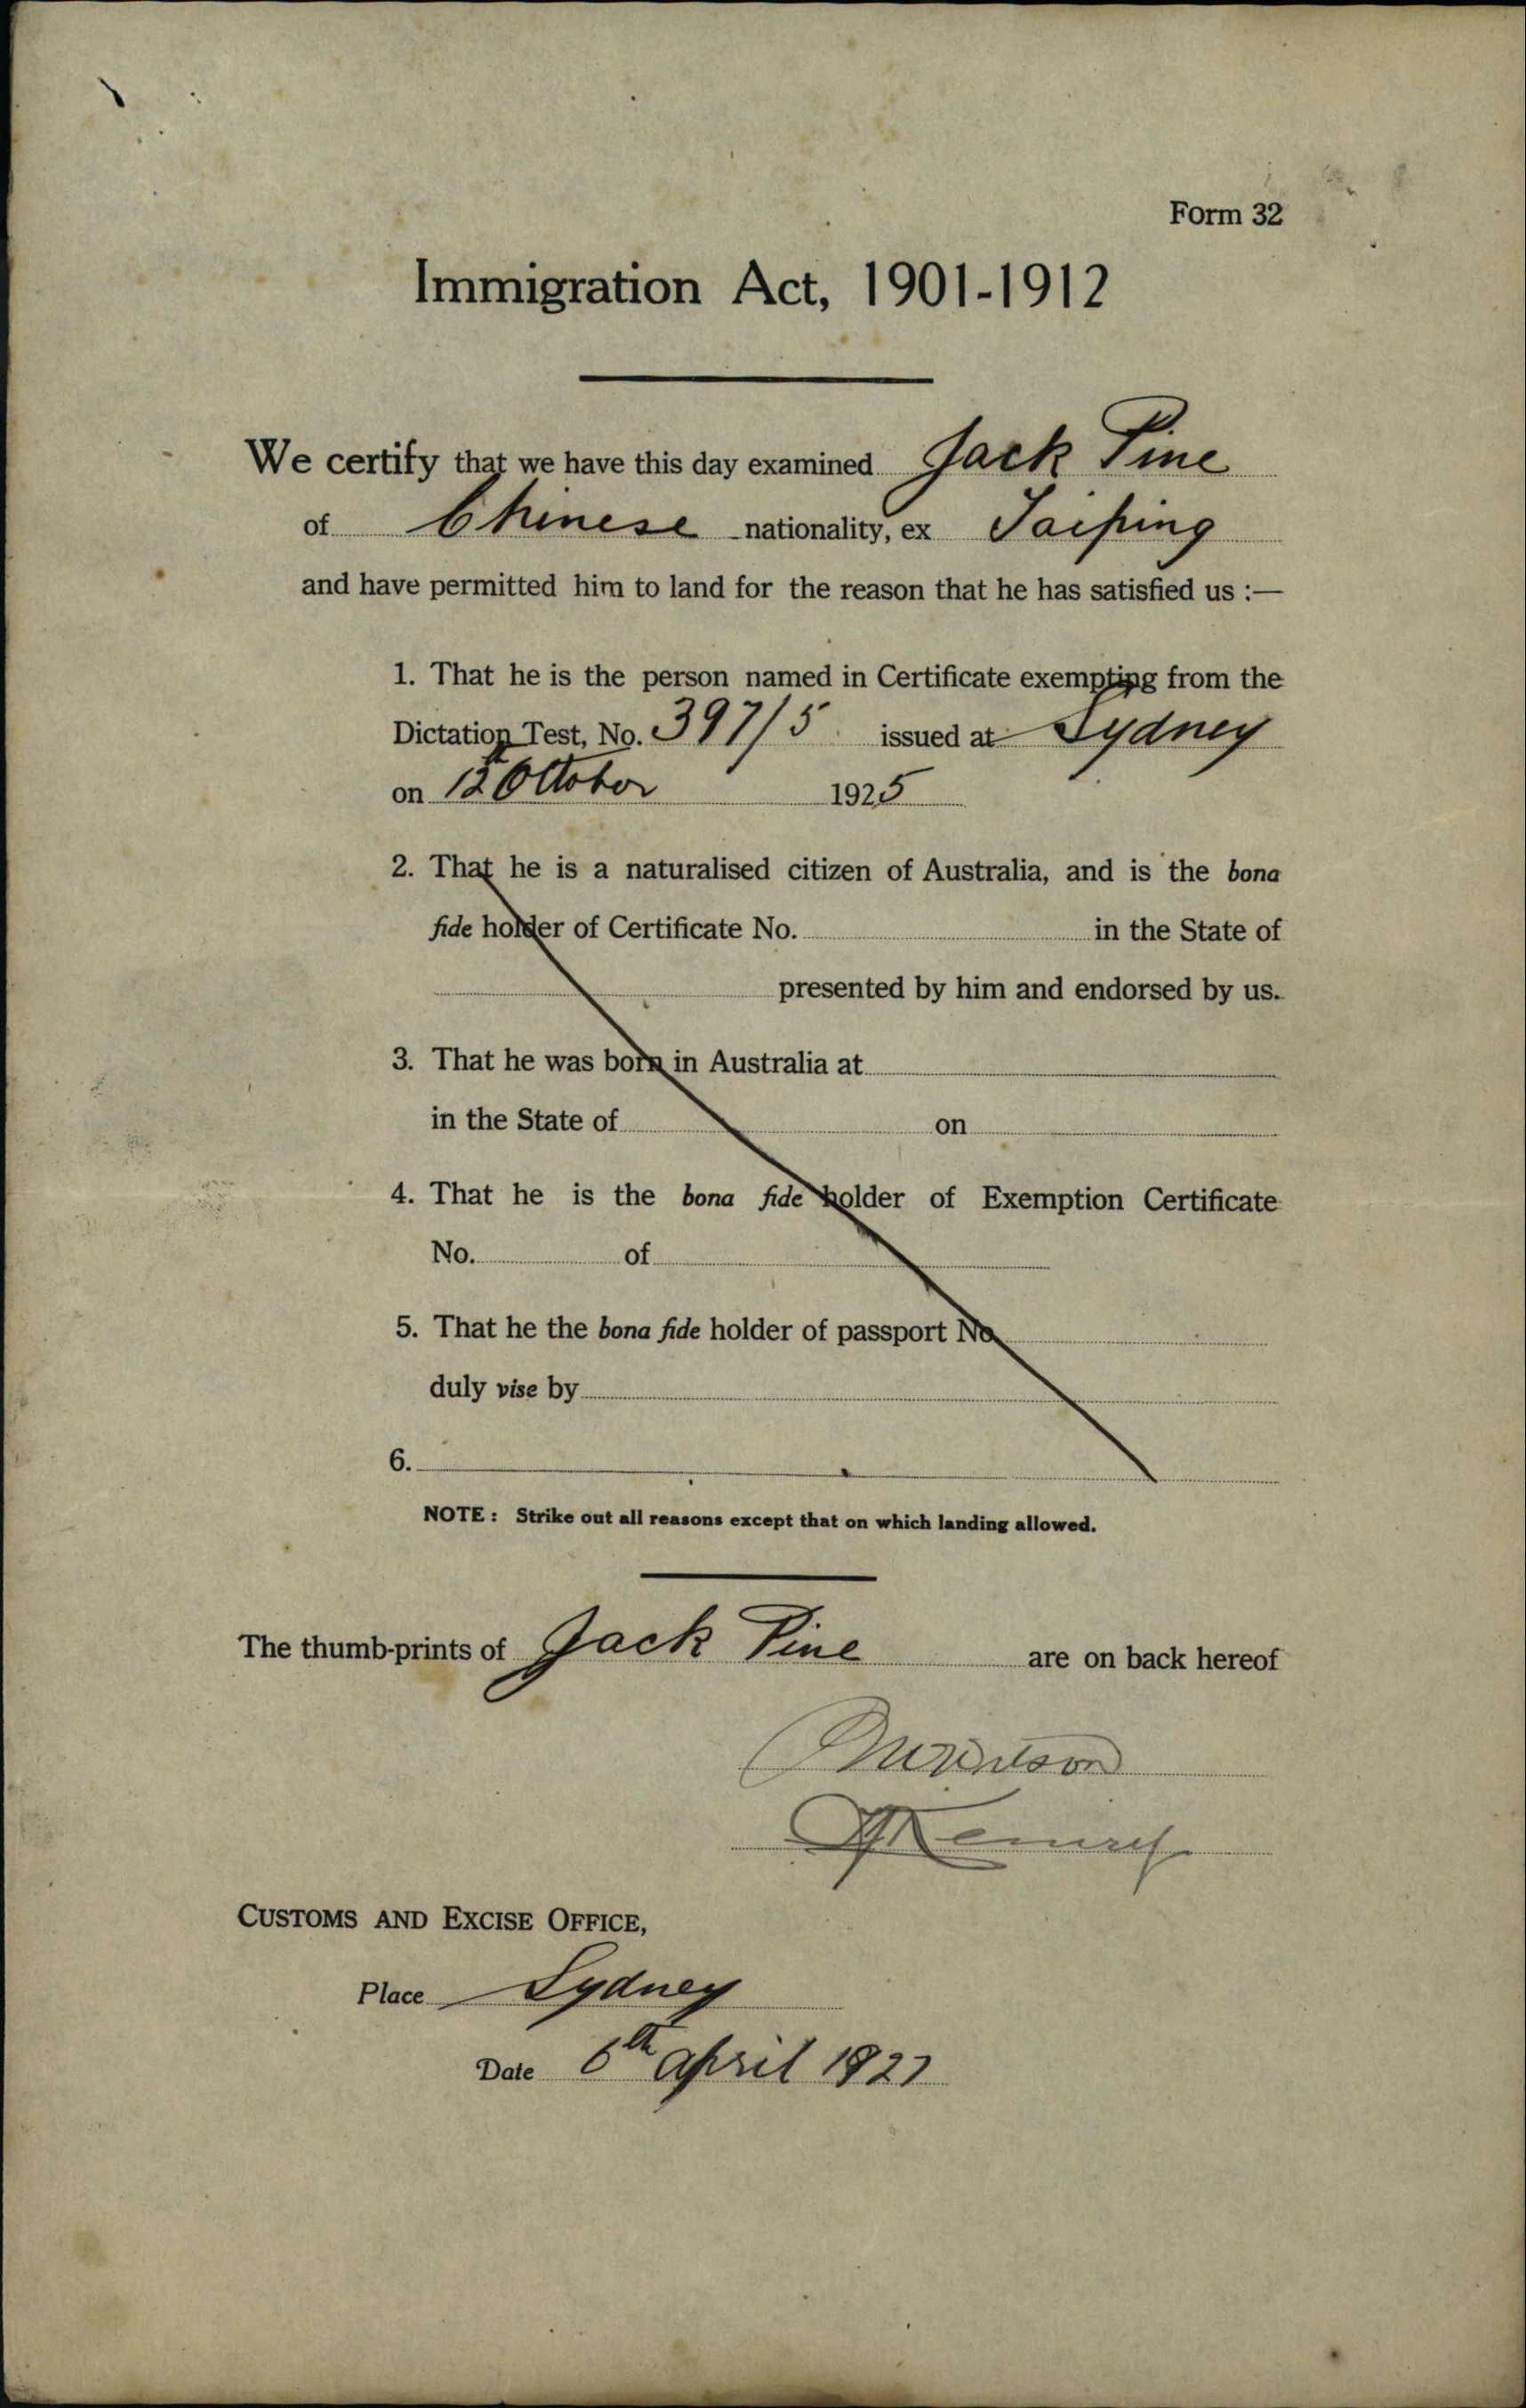 Form 32
Immigration Act, 1901-1912
We certify that we have this day examined Jack Pine
of Chinese nationality, ex Taiping
and have permitted him to land for the reason that he has satisfied us :—
1. That he is the person named in Certificate exempting from the
Dictation Test, No. 397/5 issued at Sydney
on 12 October 1925
2. That he is a naturalised citizen of Australia, and is the bona
fide holder of Certificate No. in the State of
presented by him and endorsed by us.
3. That he was born in Australia at
in the State of on
4. That he is the bona fide holder of Exemption Certificate
No. of
5. That he the bona fide holder of passport No
duly vise by
6.
NOTE : Strike out all reasons except that on which landing allowed.
The thumb-prints of Jack Pine are on back hereof
CUSTOMS AND EXCISE OFFICE,
Place Sydney
Date 6th April 1927